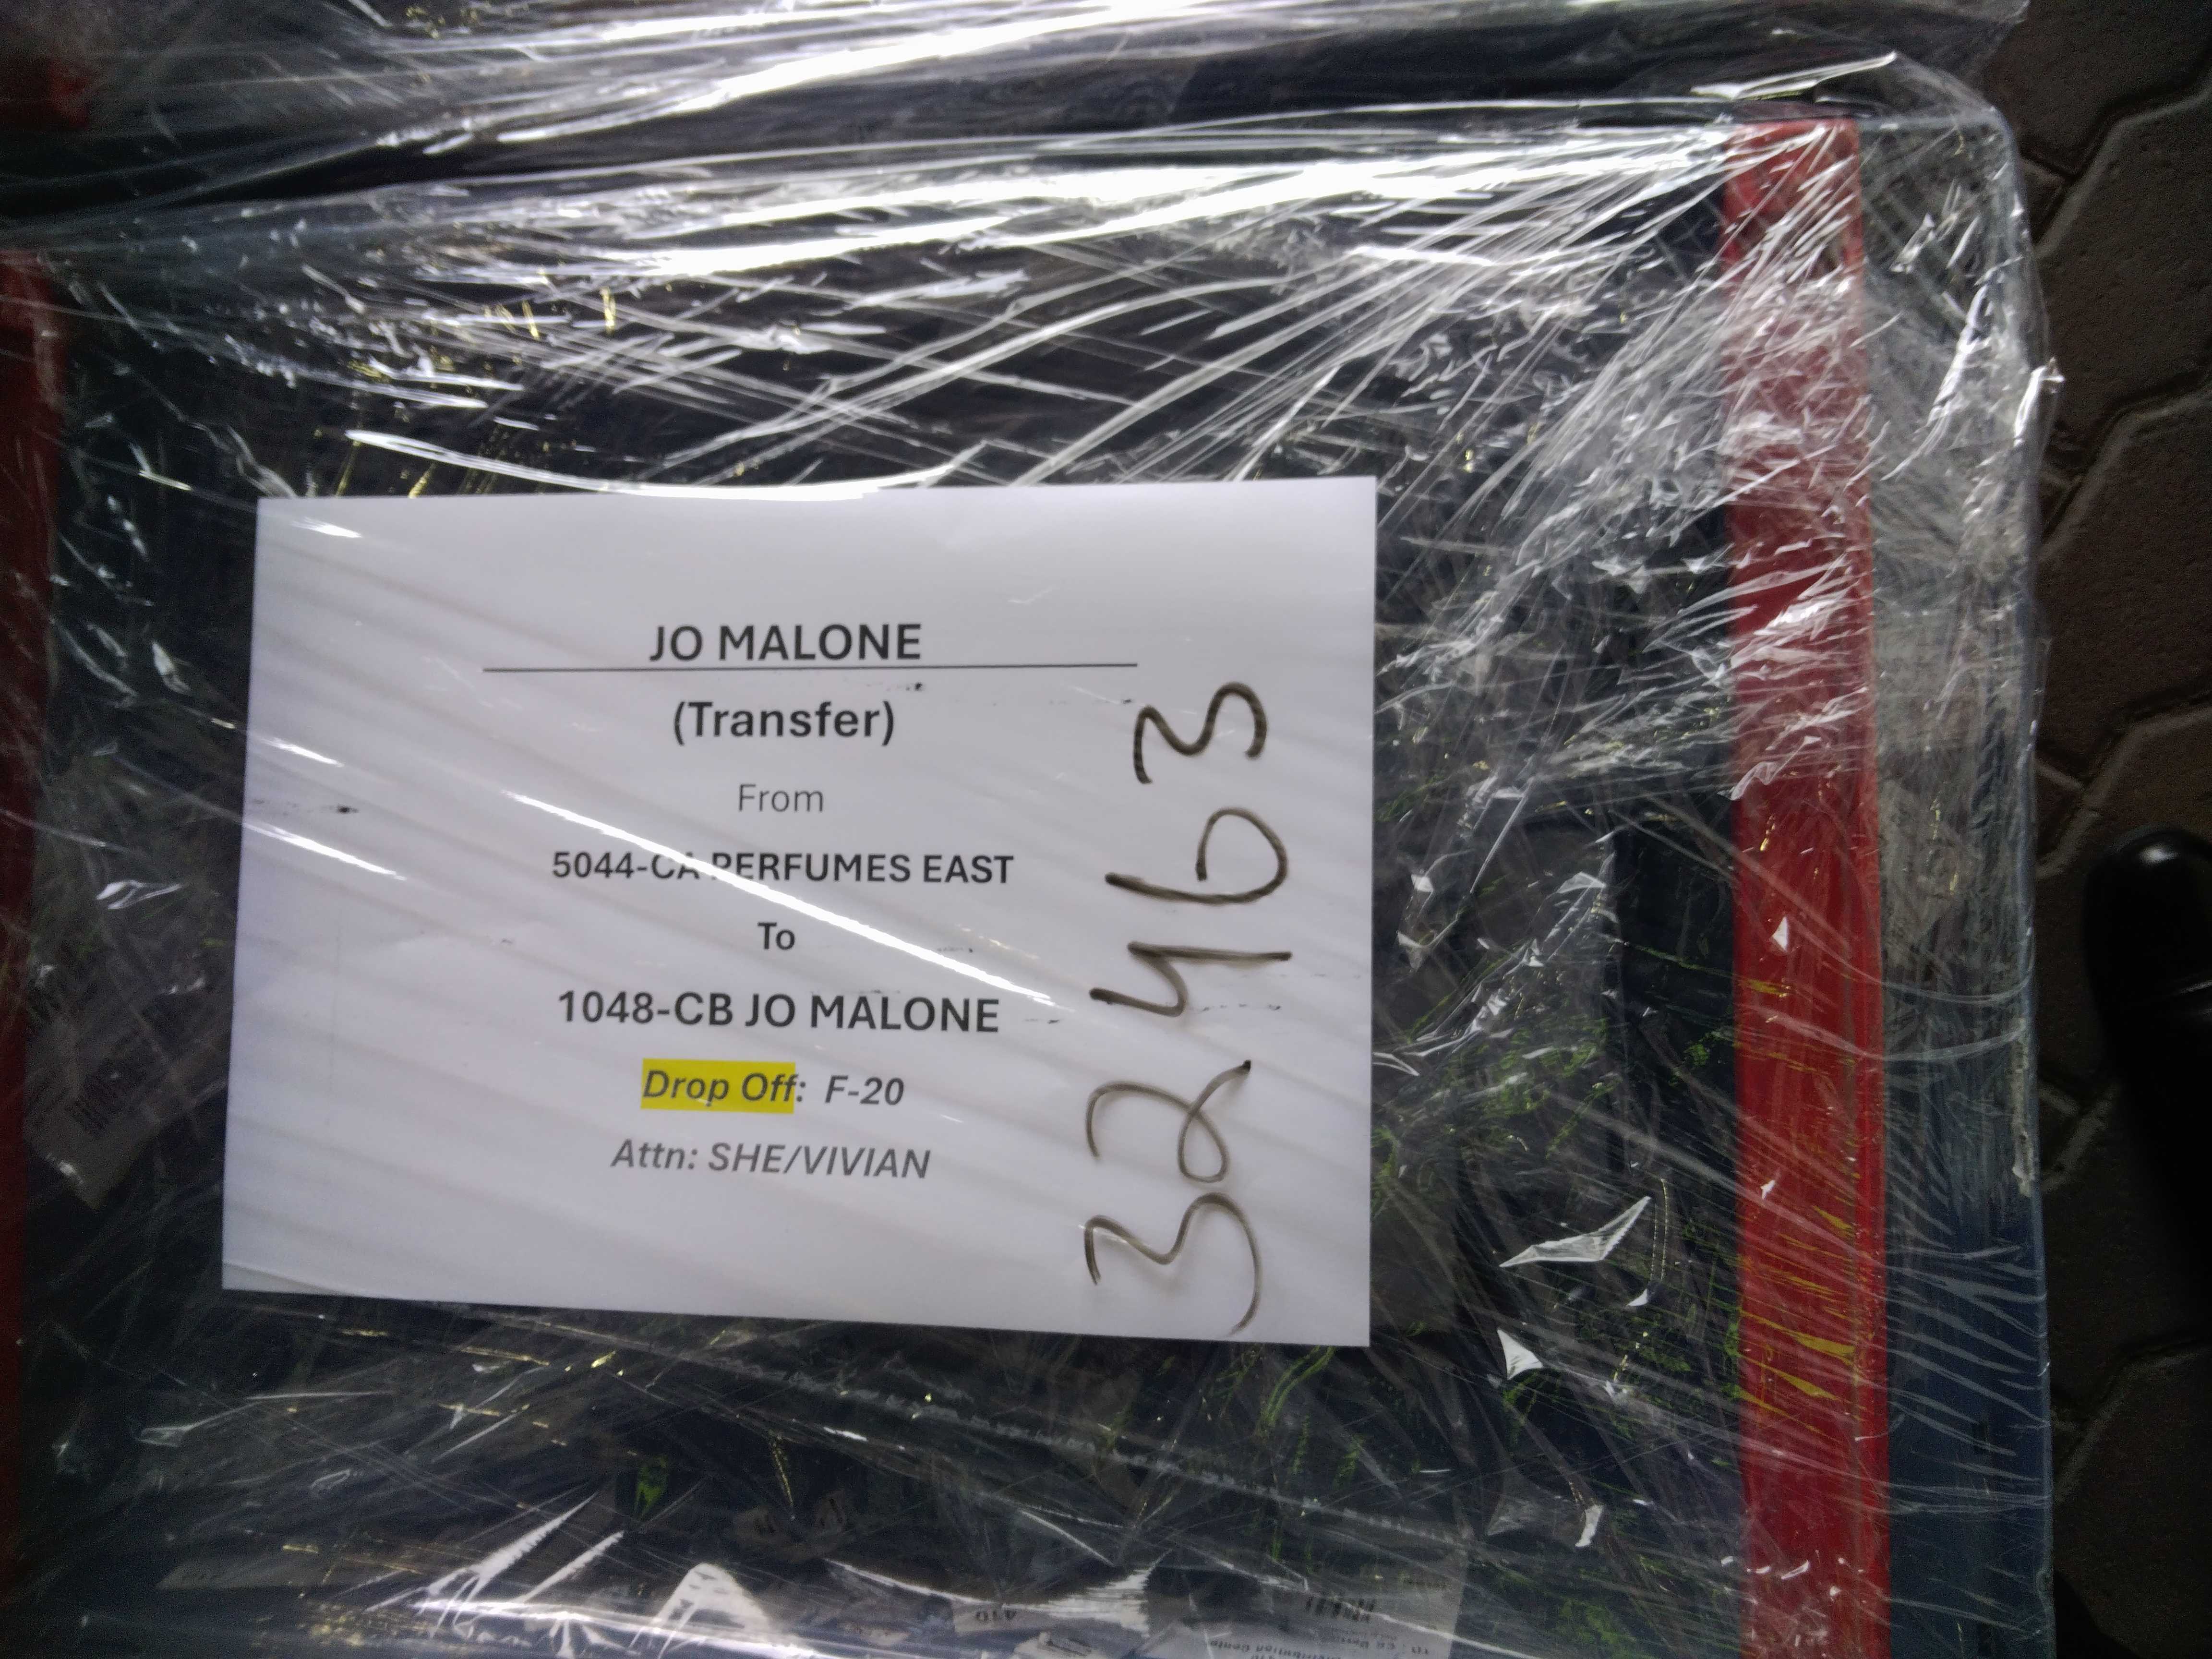 JO MALONE
(Transfer)
From
5044-CA PERFUMES EAST
To
1048-CB JO MALONE
Drop Off: F-20
Attn: SHE/VIVIAN
32463
410